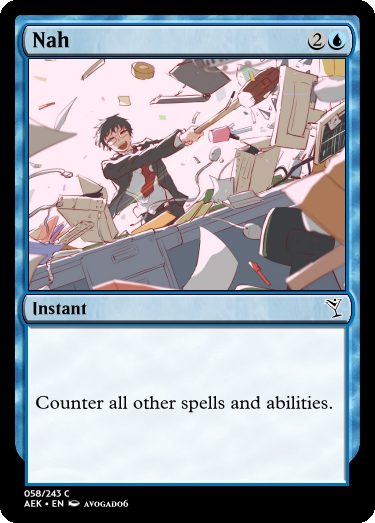 Nah 2
Instant
Counter all other spells and abilities.
058/243 C
AEK • EN AVOGADO6